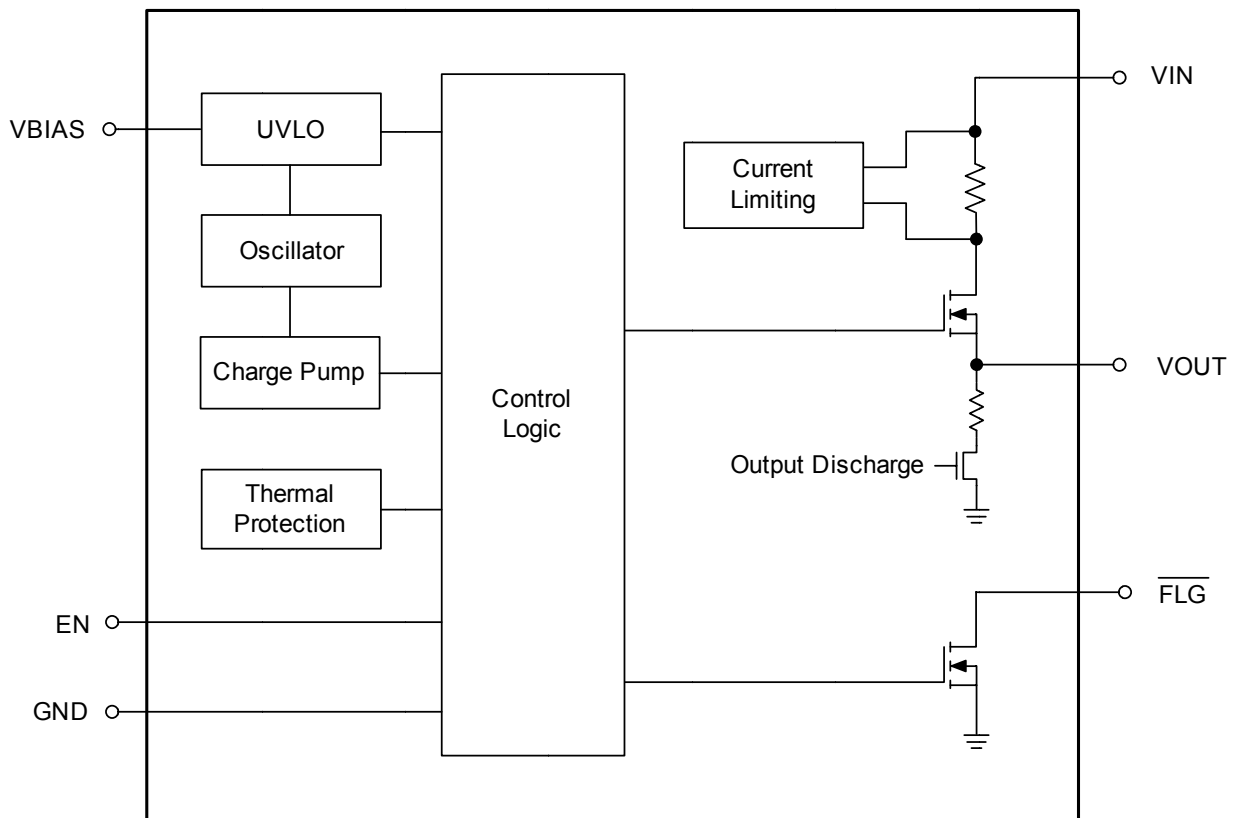 VIN
VBIAS
UVLO
Current
Limiting
Oscillator
Charge Pump
VOUT
Control
Logic
Output Discharge
Thermal
Protection
FLG
EN
GND